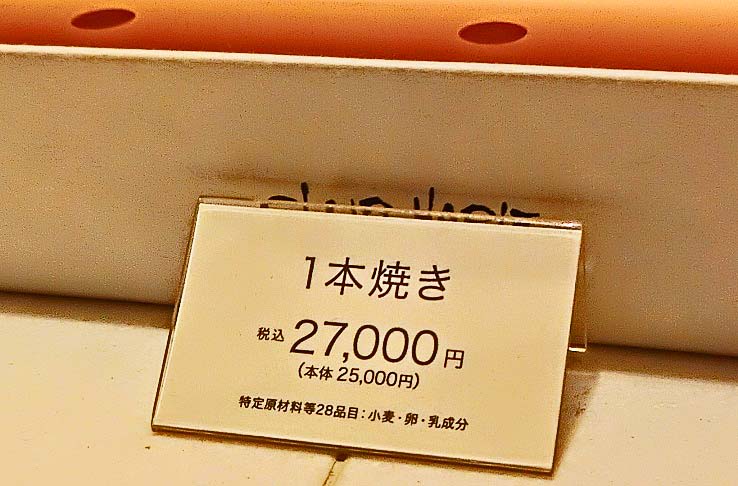 1本焼き
税込 27,000円
(本体 25,000円)
特定原材料等28品目：小麦・卵・乳成分